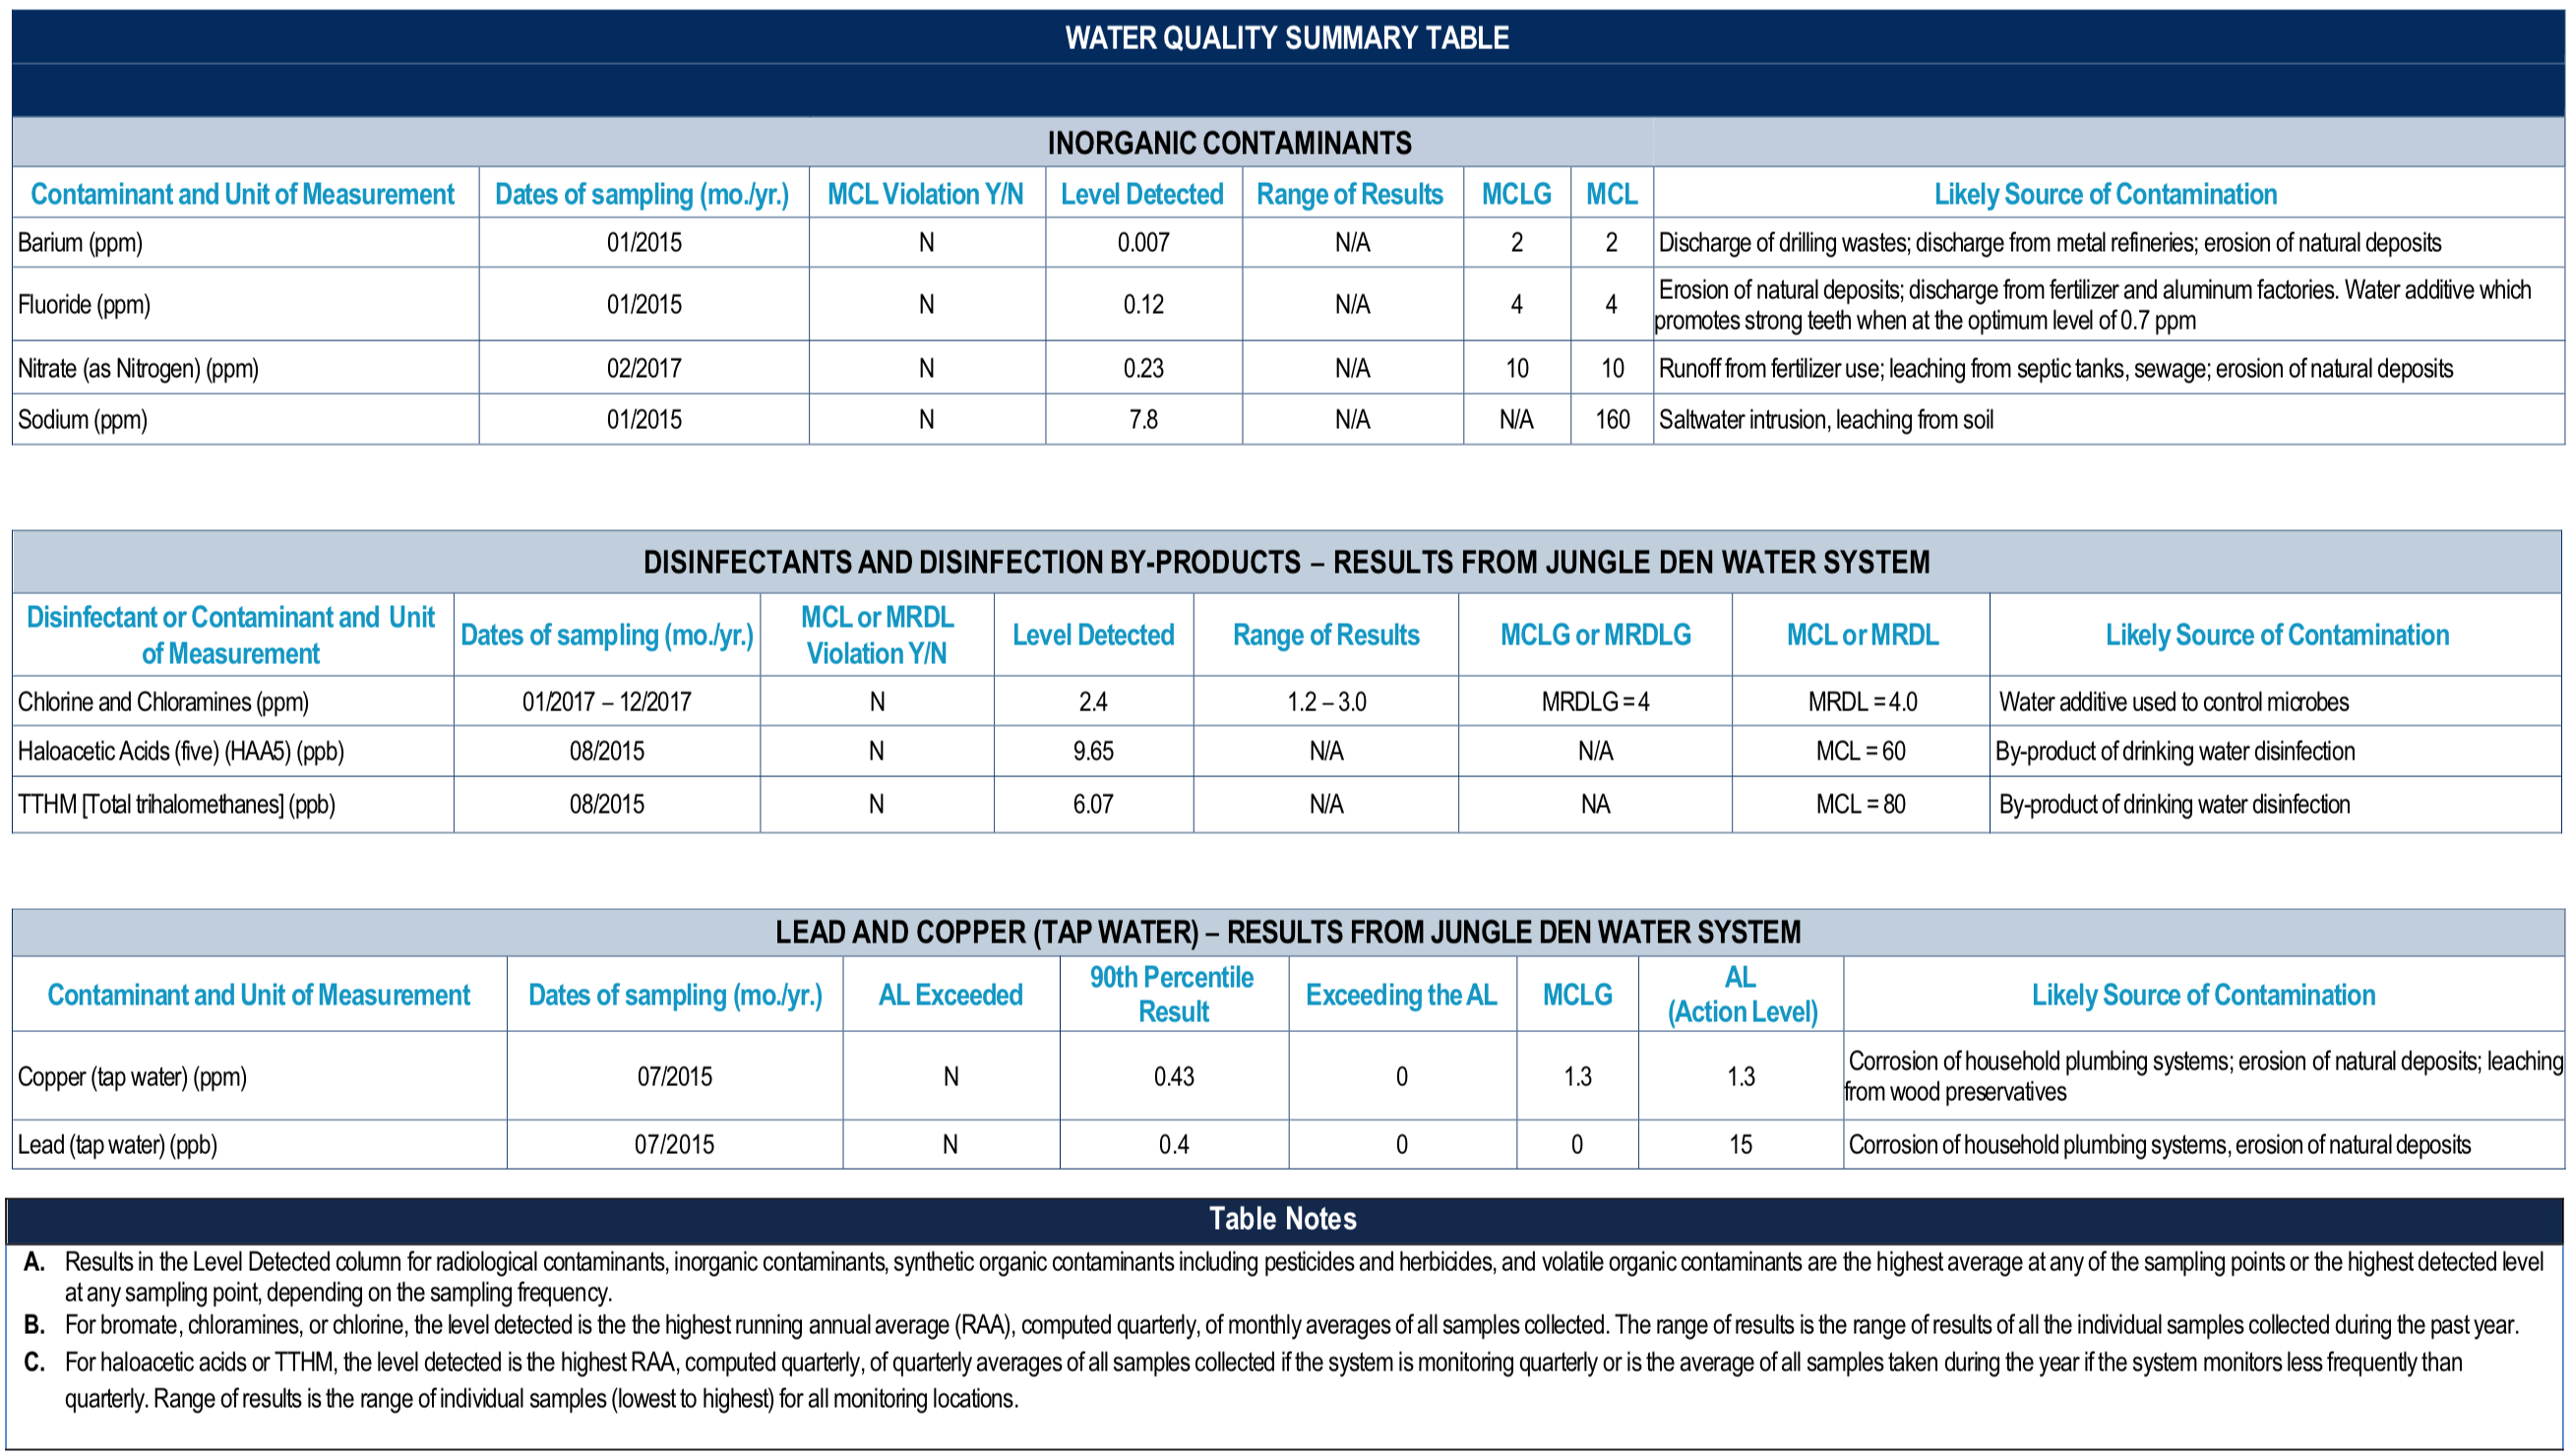 WATER QUALITY SUMMARY TABLE
INORGANIC CONTAMINANTS
Contaminant and Unit of Measurement Dates of sampling (mo./yr.) MCL Violation Y/N Level Detected Range of Results MCLG MCL Likely Source of Contamination
Barium (ppm) 01/2015 N 0.007 N/A 2 2 Discharge of drilling wastes; discharge from metal refineries; erosion of natural deposits
Fluoride (ppm) 01/2015 N 0.12 N/A 4 4 Erosion of natural deposits; discharge from fertilizer and aluminum factories. Water additive which
promotes strong teeth when at the optimum level of 0.7 ppm
Nitrate (as Nitrogen) (ppm) 02/2017 N 0.23 N/A 10 10 Runoff from fertilizer use; leaching from septic tanks, sewage; erosion of natural deposits
Sodium (ppm) 01/2015 N 7.8 N/A N/A 160 Saltwater intrusion, leaching from soil
DISINFECTANTS AND DISINFECTION BY-PRODUCTS – RESULTS FROM JUNGLE DEN WATER SYSTEM
Disinfectant or Contaminant and Unit
of Measurement
Dates of sampling (mo./yr.)
MCL or MRDL
Violation Y/N
Level Detected Range of Results MCLG or MRDLG MCL or MRDL Likely Source of Contamination
Chlorine and Chloramines (ppm) 01/2017 – 12/2017 N 2.4 1.2 – 3.0 MRDLG = 4 MRDL = 4.0 Water additive used to control microbes
Haloacetic Acids (five) (HAA5) (ppb) 08/2015 N 9.65 N/A N/A MCL = 60 By-product of drinking water disinfection
TTHM [Total trihalomethanes] (ppb) 08/2015 N 6.07 N/A NA MCL = 80 By-product of drinking water disinfection
LEAD AND COPPER (TAP WATER) – RESULTS FROM JUNGLE DEN WATER SYSTEM
Contaminant and Unit of Measurement Dates of sampling (mo./yr.) AL Exceeded
90th Percentile
Result
Exceeding the AL MCLG
AL
(Action Level)
Likely Source of Contamination
Copper (tap water) (ppm) 07/2015 N 0.43 0 1.3 1.3 Corrosion of household plumbing systems; erosion of natural deposits; leaching
from wood preservatives
Lead (tap water) (ppb) 07/2015 N 0.4 0 0 15 Corrosion of household plumbing systems, erosion of natural deposits
Table Notes
A. Results in the Level Detected column for radiological contaminants, inorganic contaminants, synthetic organic contaminants including pesticides and herbicides, and volatile organic contaminants are the highest average at any of the sampling points or the highest detected level
at any sampling point, depending on the sampling frequency.
B. For bromate, chloramines, or chlorine, the level detected is the the highest running annual average (RAA), computed quarterly, of monthly averages of all samples collected. The range of results is the range of results of all the individual samples collected during the past year.
C. For haloacetic acids or TTHM, the level detected is the highest RAA, computed quarterly, of quarterly averages of all samples collected if the system is monitoring quarterly or is the average of all samples taken during the year if the system monitors less frequently than
quarterly. Range of results is the range of individual samples (lowest to highest) for all monitoring locations.